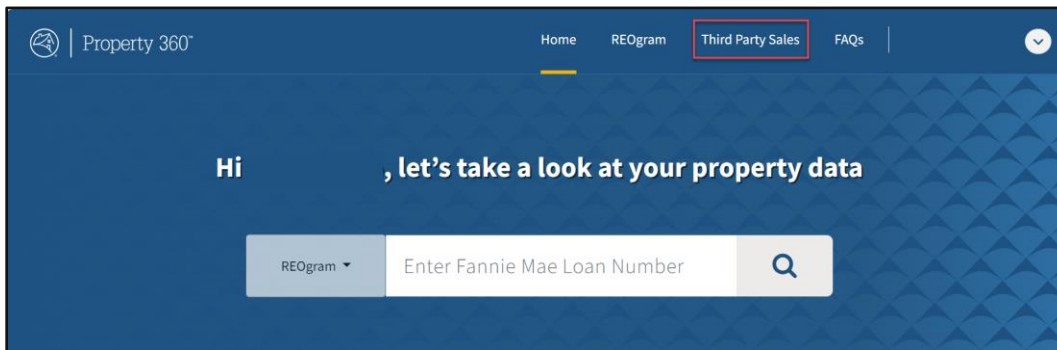 Property 360™
Home REOgram Third Party Sales FAQs
Hi , let's take a look at your property data
REOgram Enter Fannie Mae Loan Number